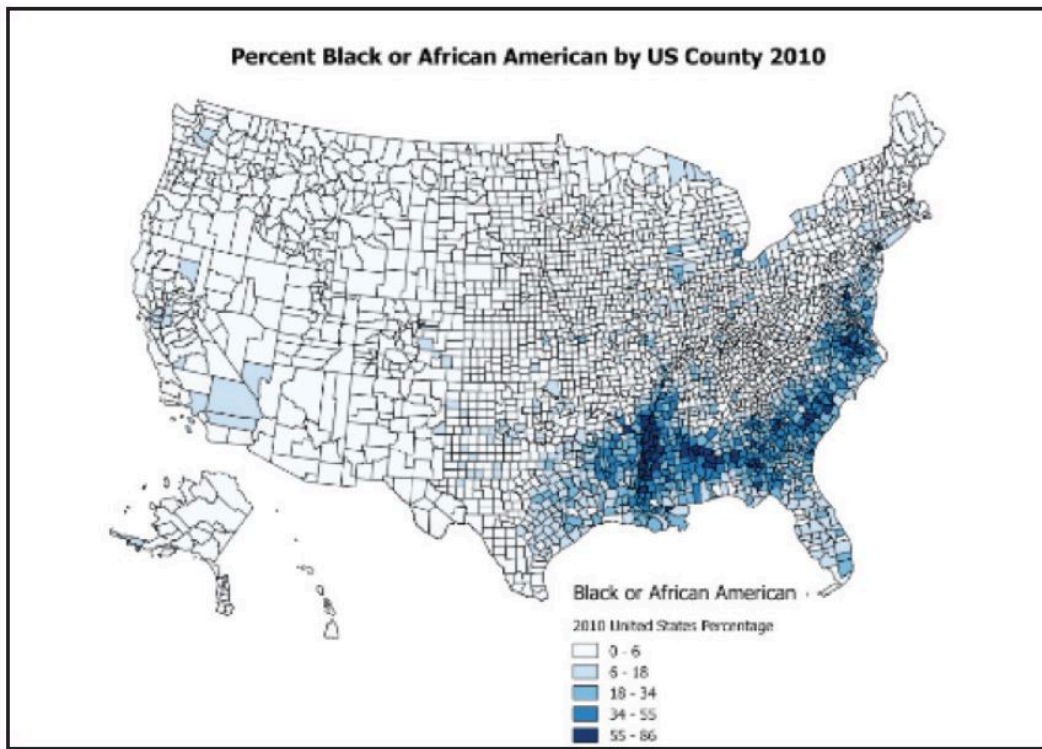 Percent Black or African American by US County 2010
Black or African American
2010 United States Percentage
0 - 6
6 - 18
18 - 34
34 - 55
55 - 86